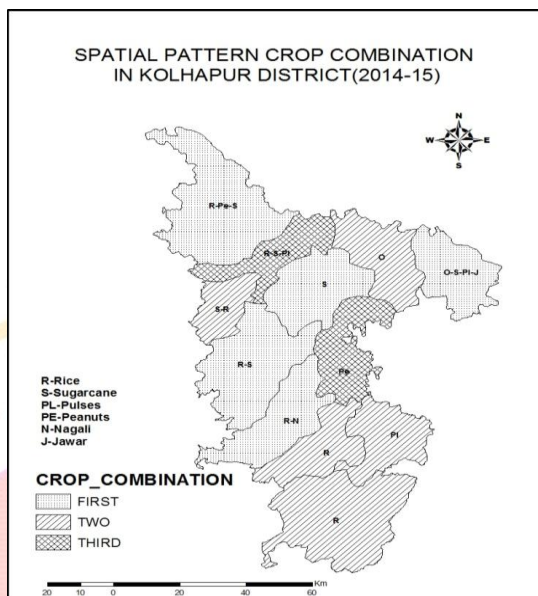 SPATIAL PATTERN CROP COMBINATION
IN KOLHAPUR DISTRICT(2014-15)
N
W E
S
R-Pe-S
R-S-Pl
O
O-S-Pl-J
S
S-R
R-S
Pe
R-N
R
Pl
R
R-Rice
S-Sugarcane
PL-Pulses
PE-Peanuts
N-Nagali
J-Jawar
CROP_COMBINATION
FIRST
TWO
THIRD
Km
20 10 0 20 40 60